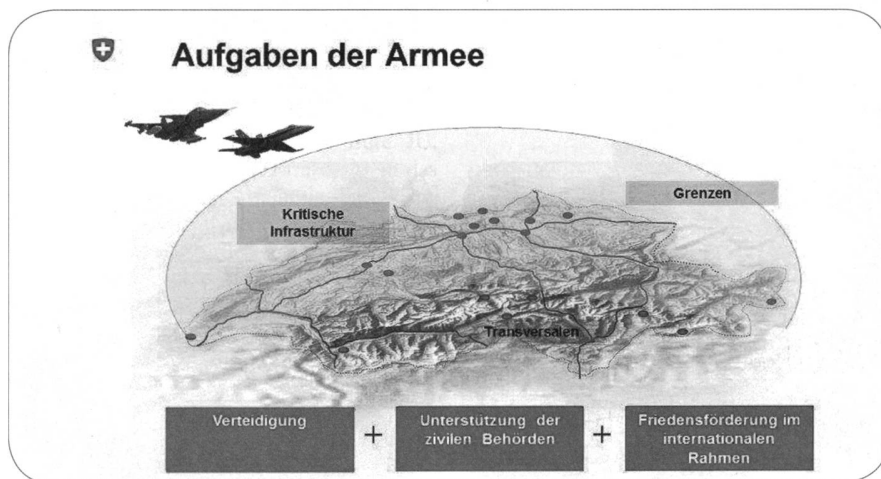 Aufgaben der Armee
Grenzen
Kritische
Infrastruktur
Transversalen
Verteidigung
+
Unterstützung der
zivilen Behörden
+
Friedensförderung im
internationalen
Rahmen